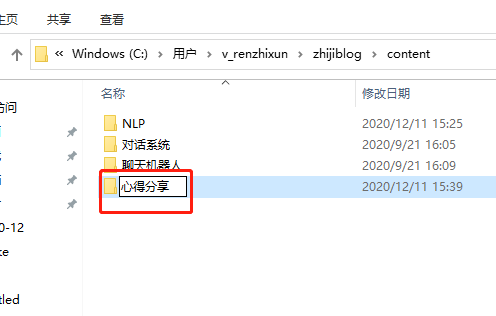 主页 共享 查看
« Windows (C:) > 用户 > v_renzhixun > zhijiblog > content
名称 修改日期
访问
NLP 2020/12/11 15:25
对话系统 2020/9/21 16:05
聊天机器人 2020/9/21 16:09
心得分享 2020/12/11 15:39
0-12
te
tled